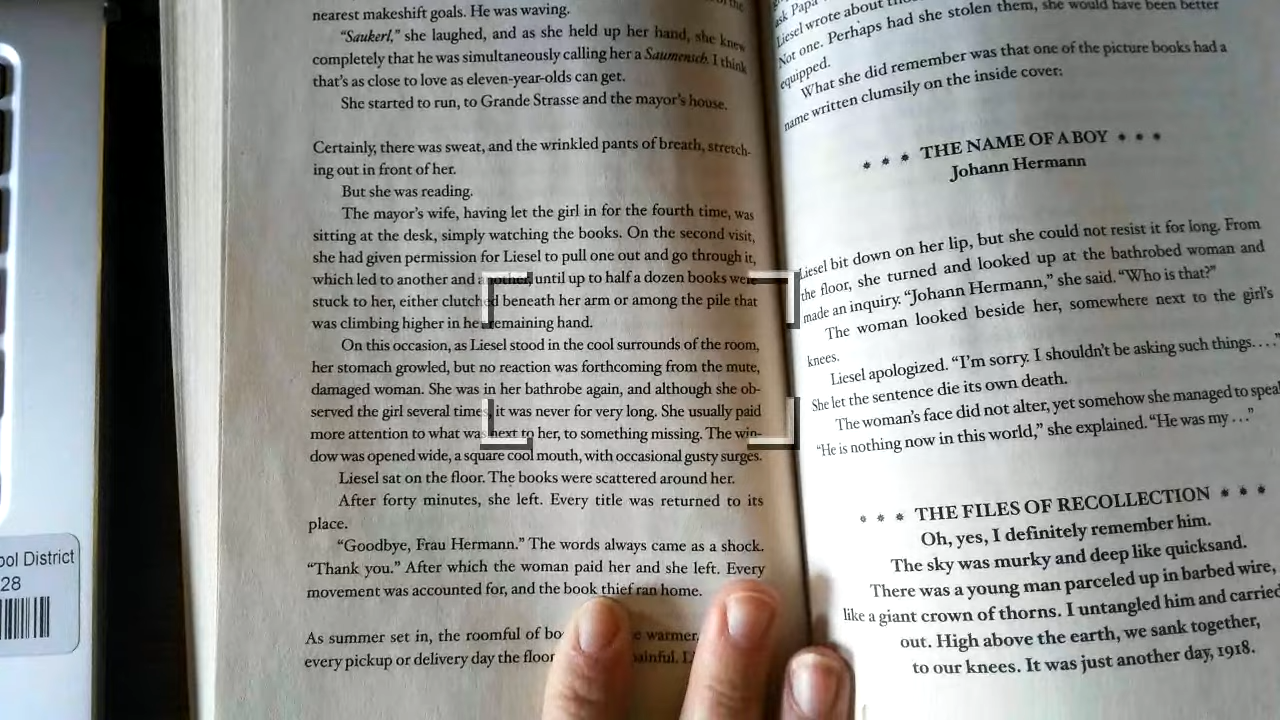 of the
nearest makeshift goals. He was waving.
“Saukerl,” she laughed, and as she held up her hand, she knew
completely that he was simultaneously calling her a Saumensch. I think
that’s as close to love as eleven-year-olds can get.
She started to run, to Grande Strasse and the mayor’s house.
Certainly, there was sweat, and the wrinkled pants of breath, stretch-
ing out in front of her.
But she was reading.
The mayor’s wife, having let the girl in for the fourth time, was
sitting at the desk, simply watching the books. On the second visit,
she had given permission for Liesel to pull one out and go through it,
which led to another and another, until up to half a dozen books were
stuck to her, either clutched beneath her arm or among the pile that
was climbing higher in her remaining hand.
On this occasion, as Liesel stood in the cool surrounds of the room,
her stomach growled, but no reaction was forthcoming from the mute,
damaged woman. She was in her bathrobe again, and although she ob-
served the girl several times, it was never for very long. She usually paid
more attention to what was next to her, to something missing. The win-
dow was opened wide, a square cool mouth, with occasional gusty surges.
Liesel sat on the floor. The books were scattered around her.
After forty minutes, she left. Every title was returned to its
place.
“Goodbye, Frau Hermann.” The words always came as a shock.
“Thank you.” After which the woman paid her and she left. Every
movement was accounted for, and the book thief ran home.
As summer set in, the roomful of warmer,
every pickup or delivery day the floor
ask Papa
Liesel wrote about
Not one. Perhaps had she stolen them, she would have been better
equipped.
What she did remember was that one of the picture books had a
name written clumsily on the inside cover:
* * * THE NAME OF A BOY * * *
Johann Hermann
Liesel bit down on her lip, but she could not resist it for long. From
the floor, she turned and looked up at the bathrobed woman and
made an inquiry. “Johann Hermann,” she said. “Who is that?”
The woman looked beside her, somewhere next to the girl’s
knees.
Liesel apologized. “I’m sorry. I shouldn’t be asking such things. . . .”
She let the sentence die its own death.
The woman’s face did not alter, yet somehow she managed to speak.
“He is nothing now in this world,” she explained. “He was my . . .”
* * * THE FILES OF RECOLLECTION * * *
Oh, yes, I definitely remember him.
The sky was murky and deep like quicksand.
There was a young man parceled up in barbed wire,
like a giant crown of thorns. I untangled him and carried
out. High above the earth, we sank together,
to our knees. It was just another day, 1918.
ool District
28